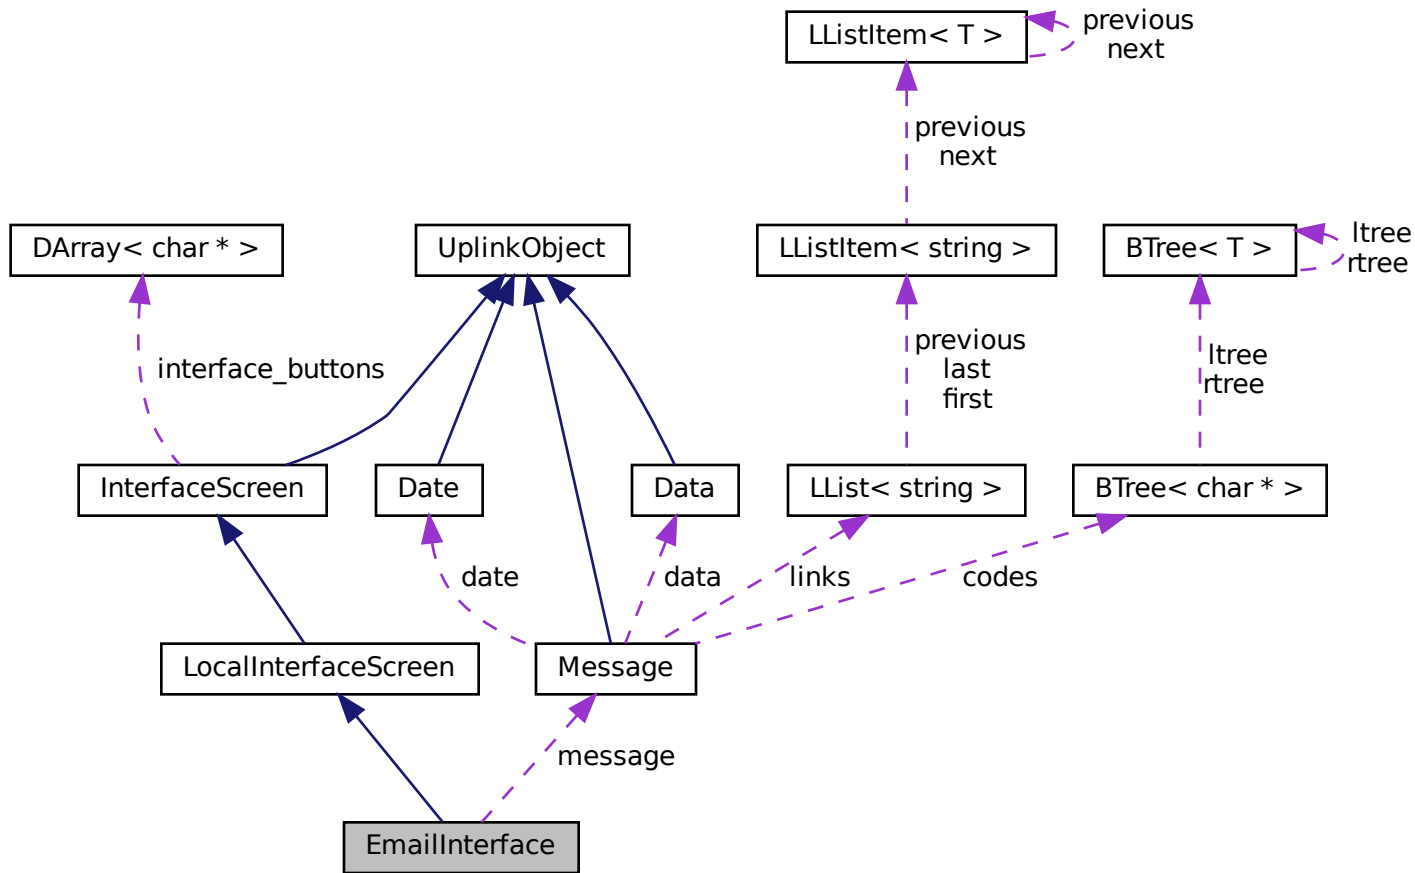 LListItem< T >
previous
next
previous
next
DArray< char * >
UplinkObject
LListItem< string >
BTree< T >
ltree
rtree
interface_buttons
previous
last
first
ltree
rtree
InterfaceScreen
Date
Data
LList< string >
BTree< char * >
date
data
links
codes
LocalInterfaceScreen
Message
message
EmailInterface